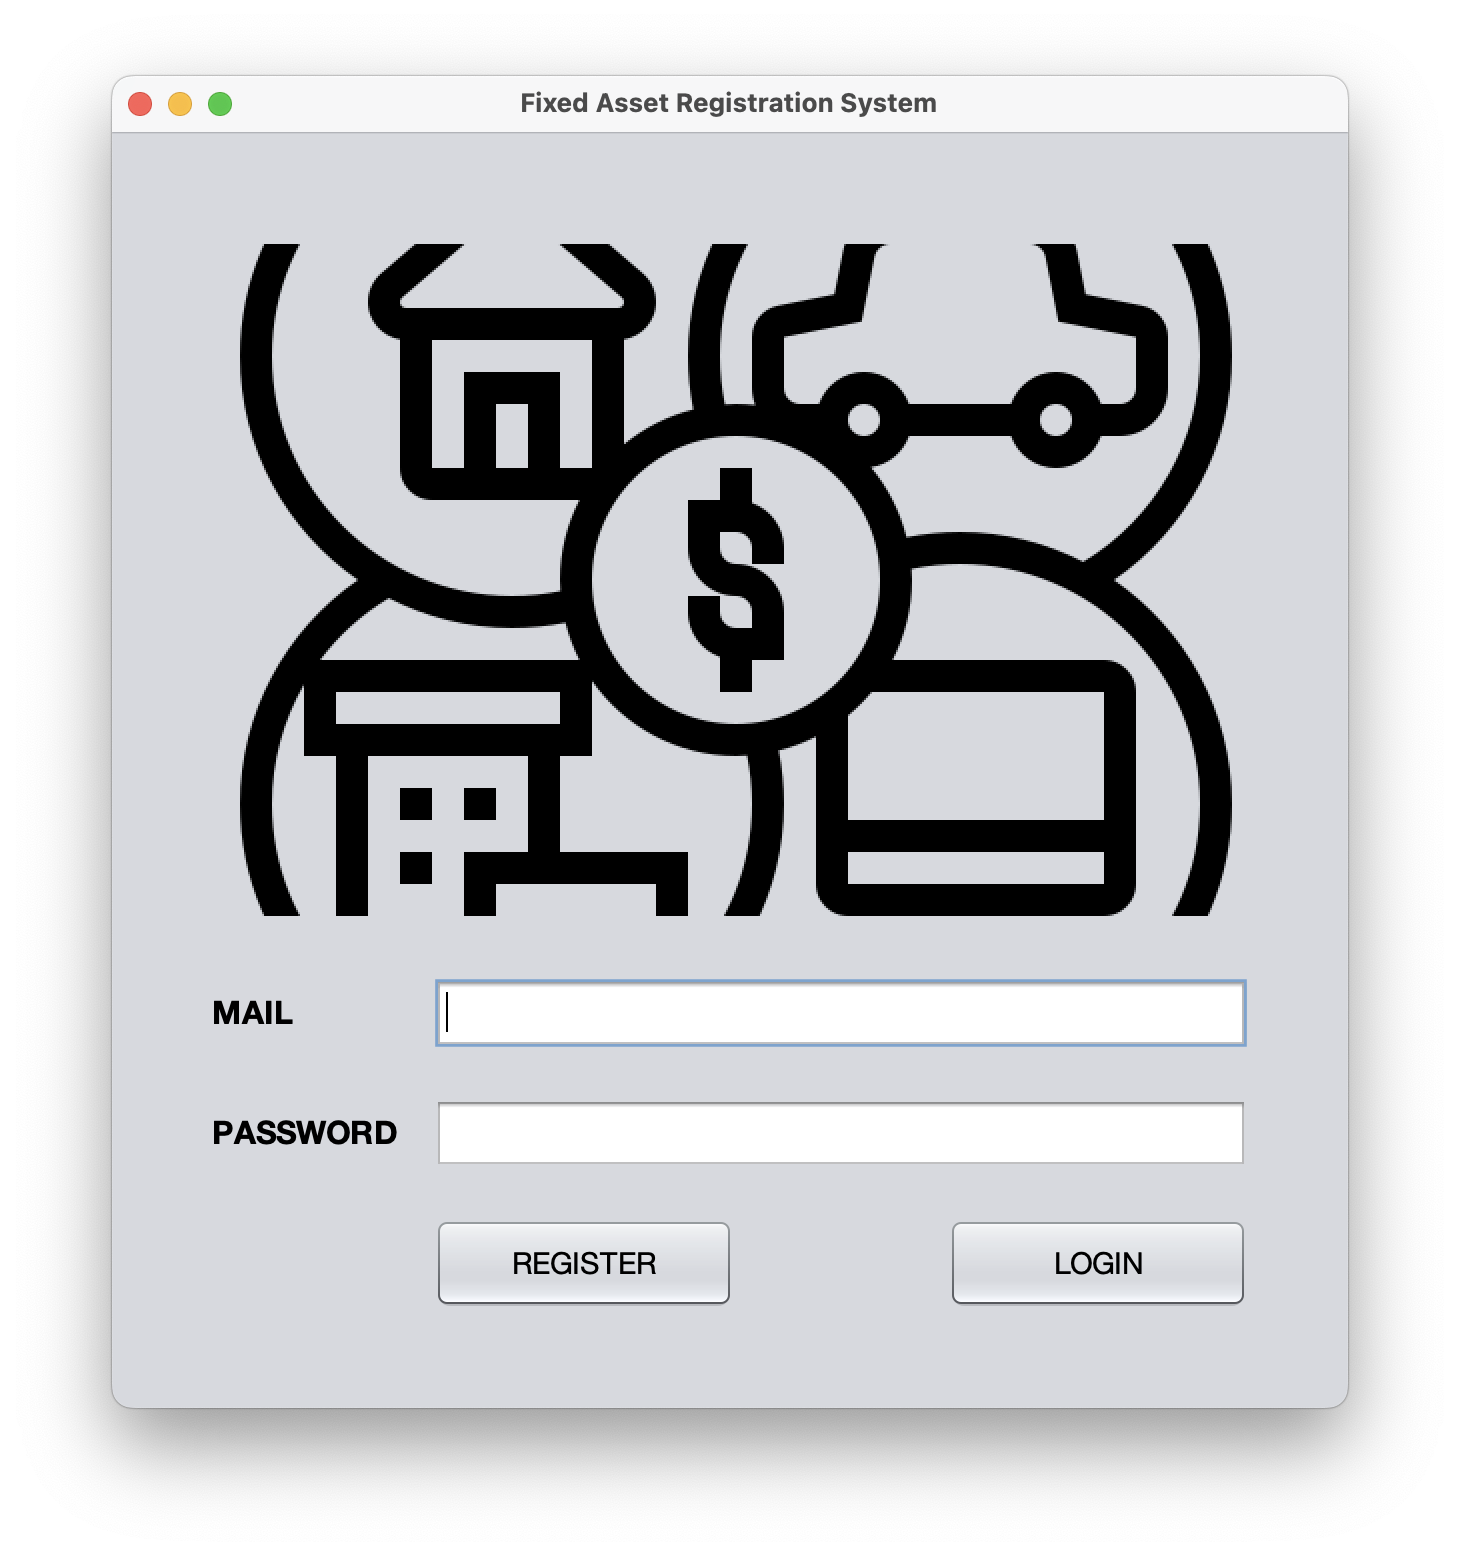 Fixed Asset Registration System
$
MAIL
PASSWORD
REGISTER
LOGIN